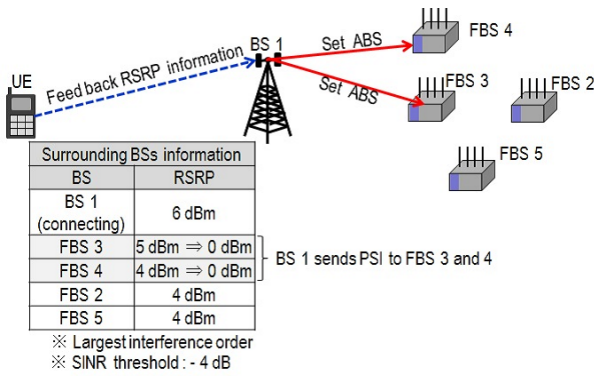 BS 1
Set ABS
FBS 4
UE
Feed back RSRP information
Set ABS
FBS 3
FBS 2
FBS 5
Surrounding BSs information
BS RSRP
BS 1
(connecting) 6 dBm
FBS 3 5 dBm ⇒ 0 dBm
FBS 4 4 dBm ⇒ 0 dBm
BS 1 sends PSI to FBS 3 and 4
FBS 2 4 dBm
FBS 5 4 dBm
※ Largest interference order
※ SINR threshold : - 4 dB